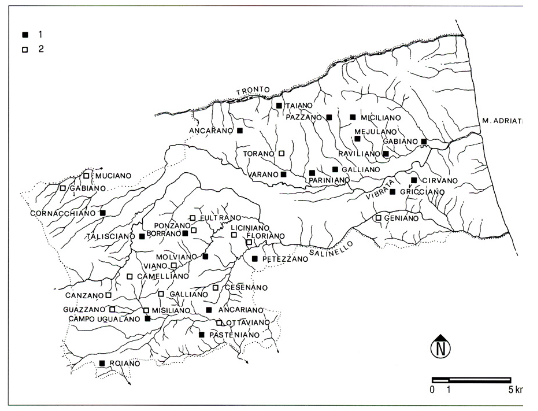 1
2
TRONTO
TAIANO
PAZZANO
MICILIANO
M. ADRIAT
ANCARANO
MEJULANO
GABIANO
TORANO
RAVILIANO
GALLIANO
VARANO
PARINIANO
MUCIANO
GABIANO
CIRVANO
VIBRATA
GRICCIANO
CORNACCHIANO
FULTRANO
GENIANO
PONZANO
LICINIANO
TALISCIANO
BORRANO
FLORIANO
SALINELLO
MOLVIANO
PETEZZANO
VIANO
CAMELLIANO
CESENANO
CANZANO
GALLIANO
GUAZZANO
MISILIANO
ANCARIANO
CAMPO UGUALANO
OTTAVIANO
PASTENIANO
ROIANO
N
0 1 5 km